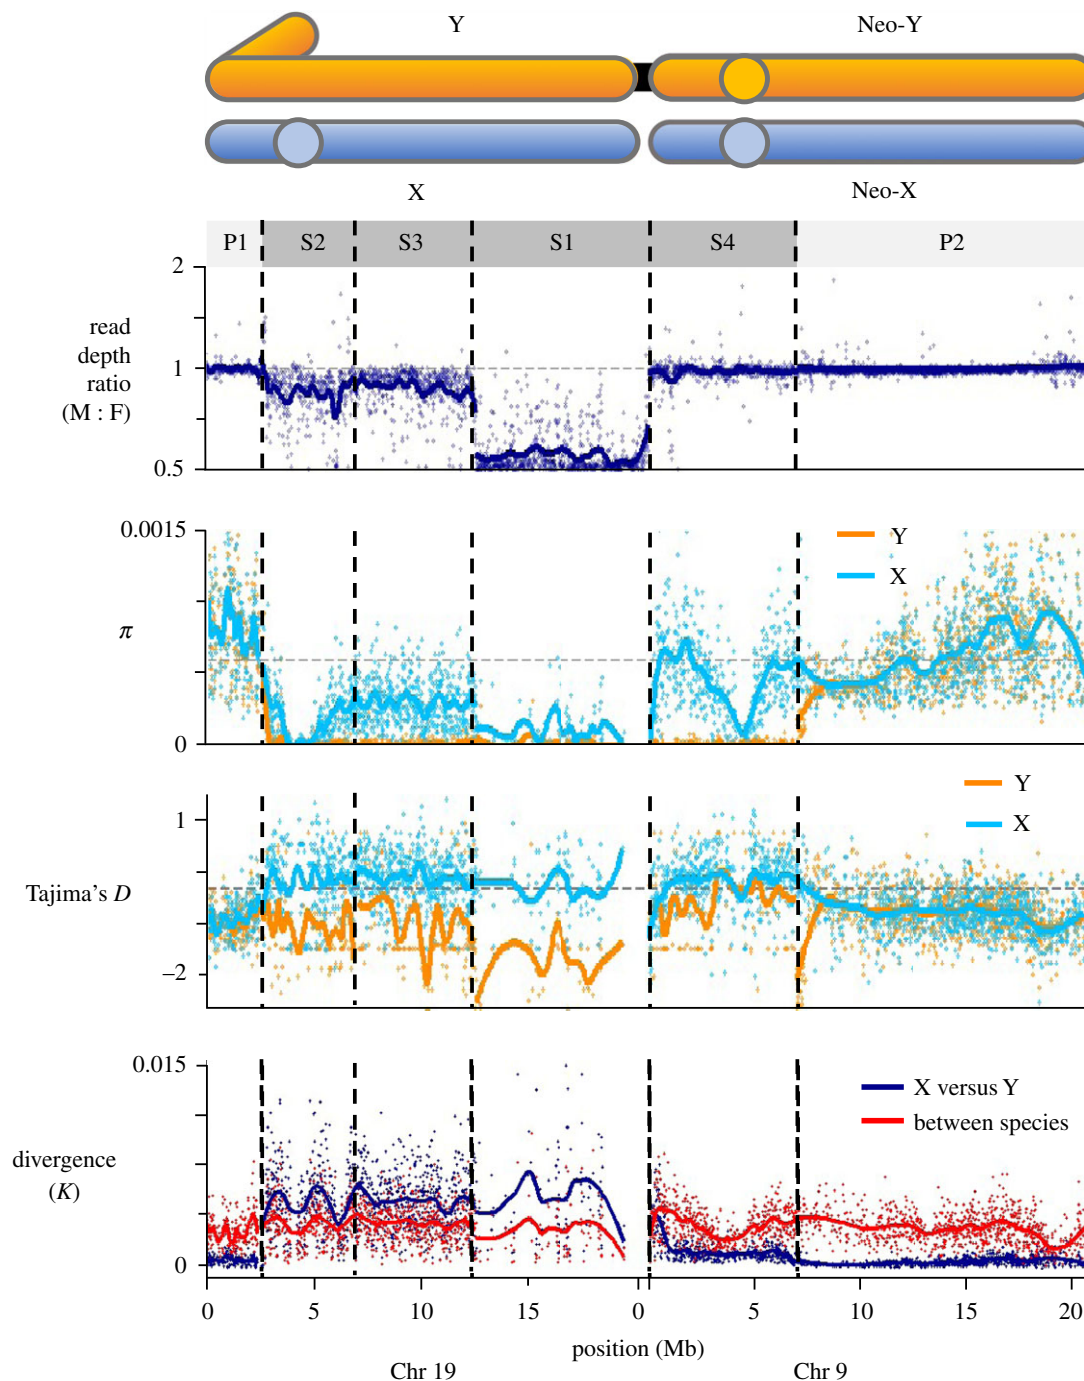 Y Neo-Y
X Neo-X
P1 S2 S3 S1 S4 P2
2
read
depth
ratio
(M : F)
1
0.5
0.0015
Y
X
π
0
Y
X
1
Tajima's D
−2
0.015
X versus Y
between species
divergence
(K)
0
0 5 10 15 0 5 10 15 20
position (Mb)
Chr 19 Chr 9